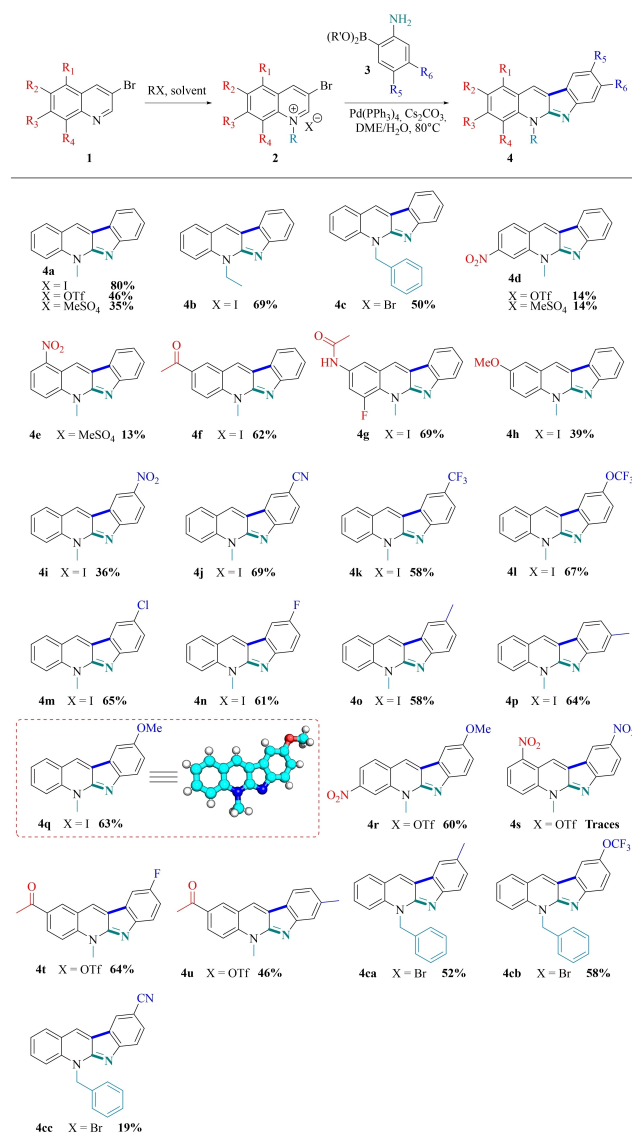 R₁ R₂ R₃ R₄ Br N 1
RX, solvent
R₁ R₂ R₃ R₄ Br N + X⊖ R 2
(R'O)₂B NH₂ 3 R₅ R₆
Pd(PPh₃)₄, Cs₂CO₃,
DME/H₂O, 80°C
R₁ R₂ R₃ R₄ N R N R₅ R₆ 4
N N
4a
X = I 80%
X = OTf 46%
X = MeSO₄ 35%
N N
4b X = I 69%
N N
4c X = Br 50%
NO₂ N N
4d
X = OTf 14%
X = MeSO₄ 14%
NO₂ N N
4e X = MeSO₄ 13%
O N N
4f X = I 62%
O HN F N N
4g X = I 69%
MeO N N
4h X = I 39%
NO₂ N N
4i X = I 36%
CN N N
4j X = I 69%
CF₃ N N
4k X = I 58%
OCF₃ N N
4l X = I 67%
Cl N N
4m X = I 65%
F N N
4n X = I 61%
N N
4o X = I 58%
N N
4p X = I 64%
OMe N N
4q X = I 63%
OMe NO₂ N N
4r X = OTf 60%
NO₂ NO₂ N N
4s X = OTf Traces
O F N N
4t X = OTf 64%
O N N
4u X = OTf 46%
N N
4ca X = Br 52%
OCF₃ N N
4cb X = Br 58%
CN N N
4cc X = Br 19%